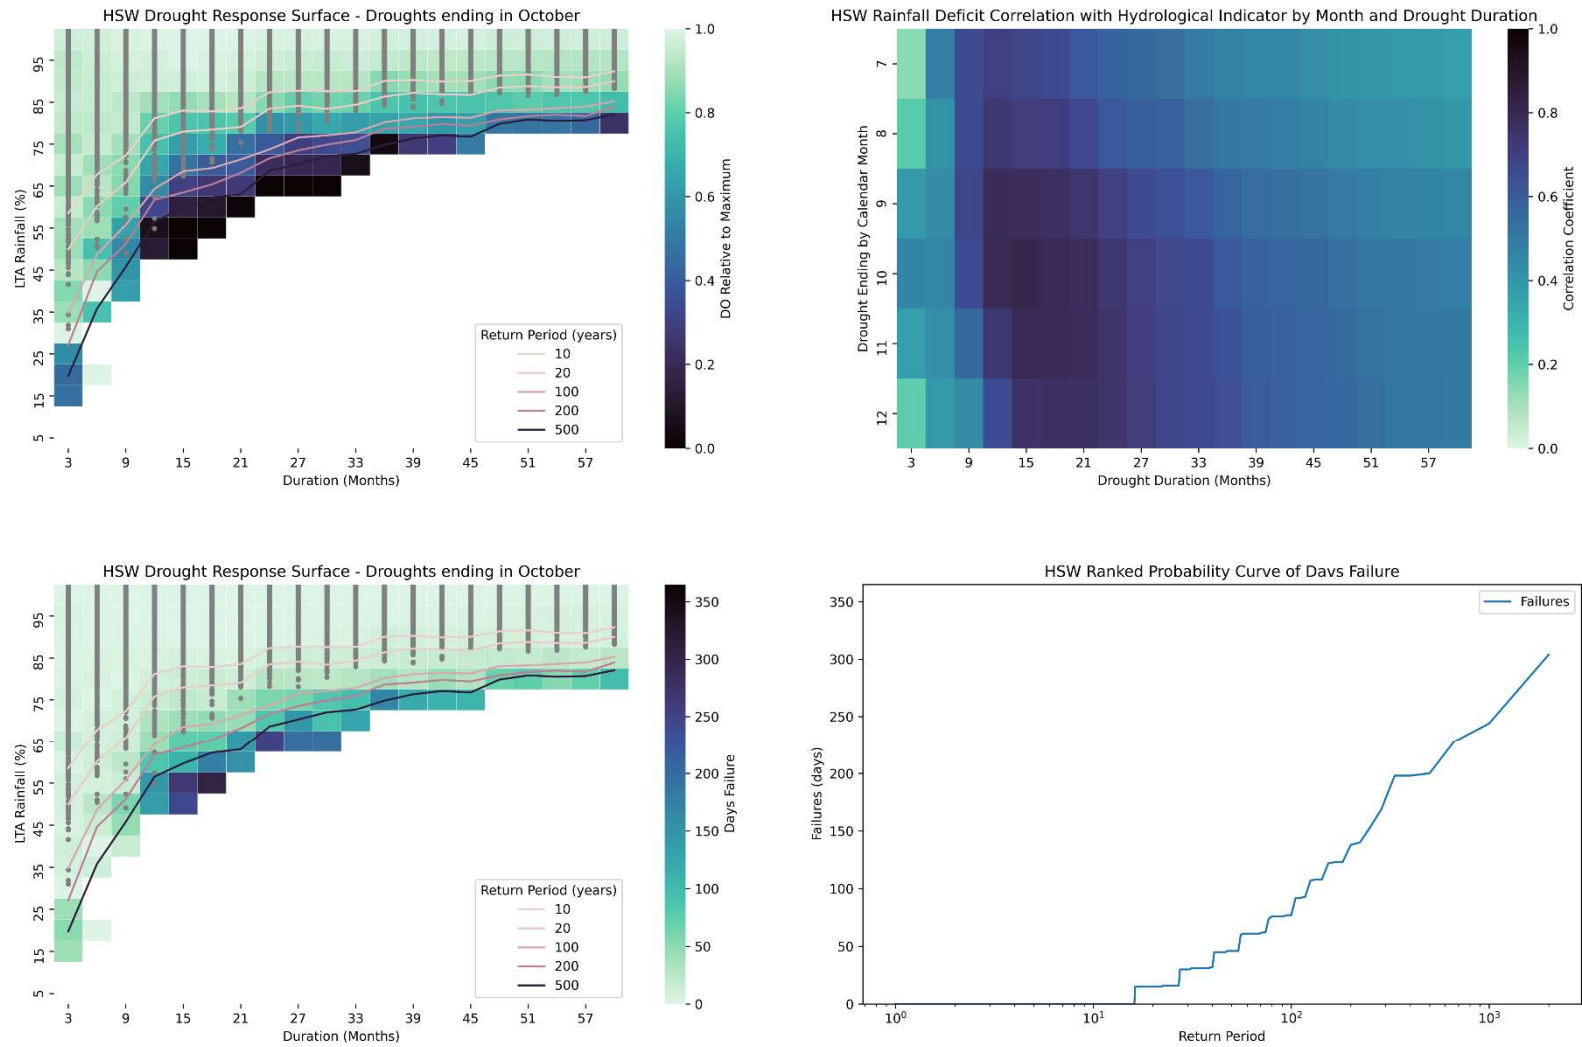 HSW Drought Response Surface - Droughts ending in October
LTA Rainfall (%)
95
85
75
65
55
45
35
25
15
5
3 9 15 21 27 33 39 45 51 57
Duration (Months)
Return Period (years)
10
20
100
200
500
1.0
0.8
0.6
0.4
0.2
0.0
DO Relative to Maximum
HSW Rainfall Deficit Correlation with Hydrological Indicator by Month and Drought Duration
Drought Ending by Calendar Month
7
8
9
10
11
12
3 9 15 21 27 33 39 45 51 57
Drought Duration (Months)
1.0
0.8
0.6
0.4
0.2
0.0
Correlation Coefficient
HSW Drought Response Surface - Droughts ending in October
LTA Rainfall (%)
95
85
75
65
55
45
35
25
15
5
3 9 15 21 27 33 39 45 51 57
Duration (Months)
Return Period (years)
10
20
100
200
500
350
300
250
200
150
100
50
0
Days Failure
HSW Ranked Probability Curve of Days Failure
Failures
Failures (days)
350
300
250
200
150
100
50
0
10⁰ 10¹ 10² 10³
Return Period